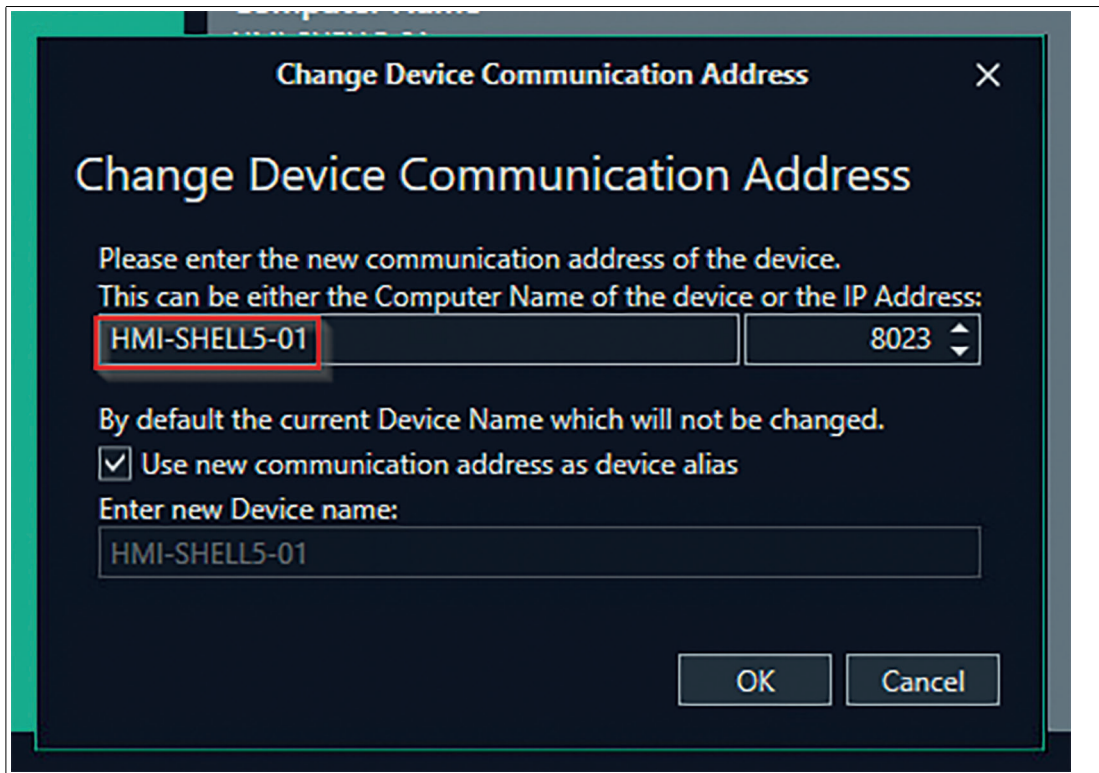 Change Device Communication Address
Change Device Communication Address
Please enter the new communication address of the device.
This can be either the Computer Name of the device or the IP Address:
HMI-SHELL5-01 8023
By default the current Device Name which will not be changed.
Use new communication address as device alias
Enter new Device name:
HMI-SHELL5-01
OK Cancel